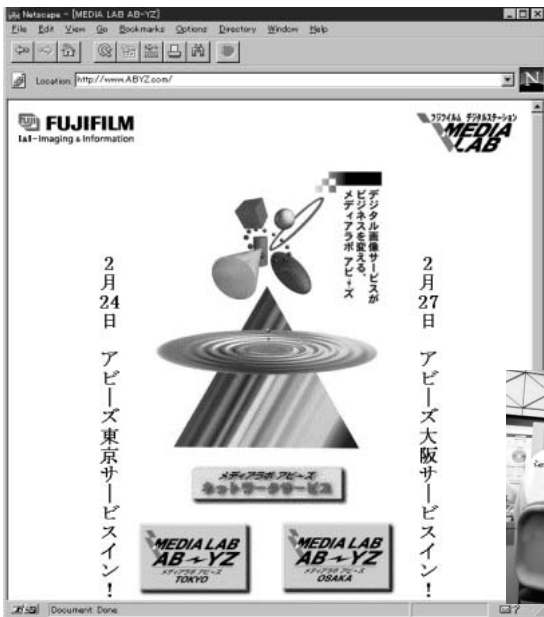 Netscape - [MEDIA LAB AB-YZ]
File Edit View Go Bookmarks Options Directory Window Help
Location: http://www.ABYZ.com/
N
FUJI FUJIFILM
I&I-Imaging & Information
フジフイルム デジタルステーション
MEDIA
LAB
デジタル画像サービスが
ビジネスを変える。
メディアラボ アビーズ
2月24日 アビーズ東京サービスイン!
2月27日 アビーズ大阪サービスイン!
メディアラボ アビーズ
ネットワークサービス
MEDIA LAB
AB~YZ
メディアラボ アビーズ
TOKYO
MEDIA LAB
AB~YZ
メディアラボ アビーズ
OSAKA
Document: Done